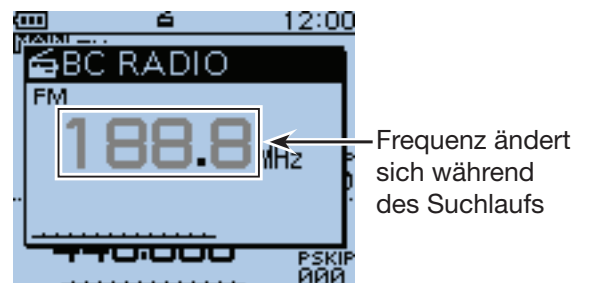 12:00
BC RADIO
FM
188.8 MHz
Frequenz ändert
sich während
des Suchlaufs
PSKIP
000